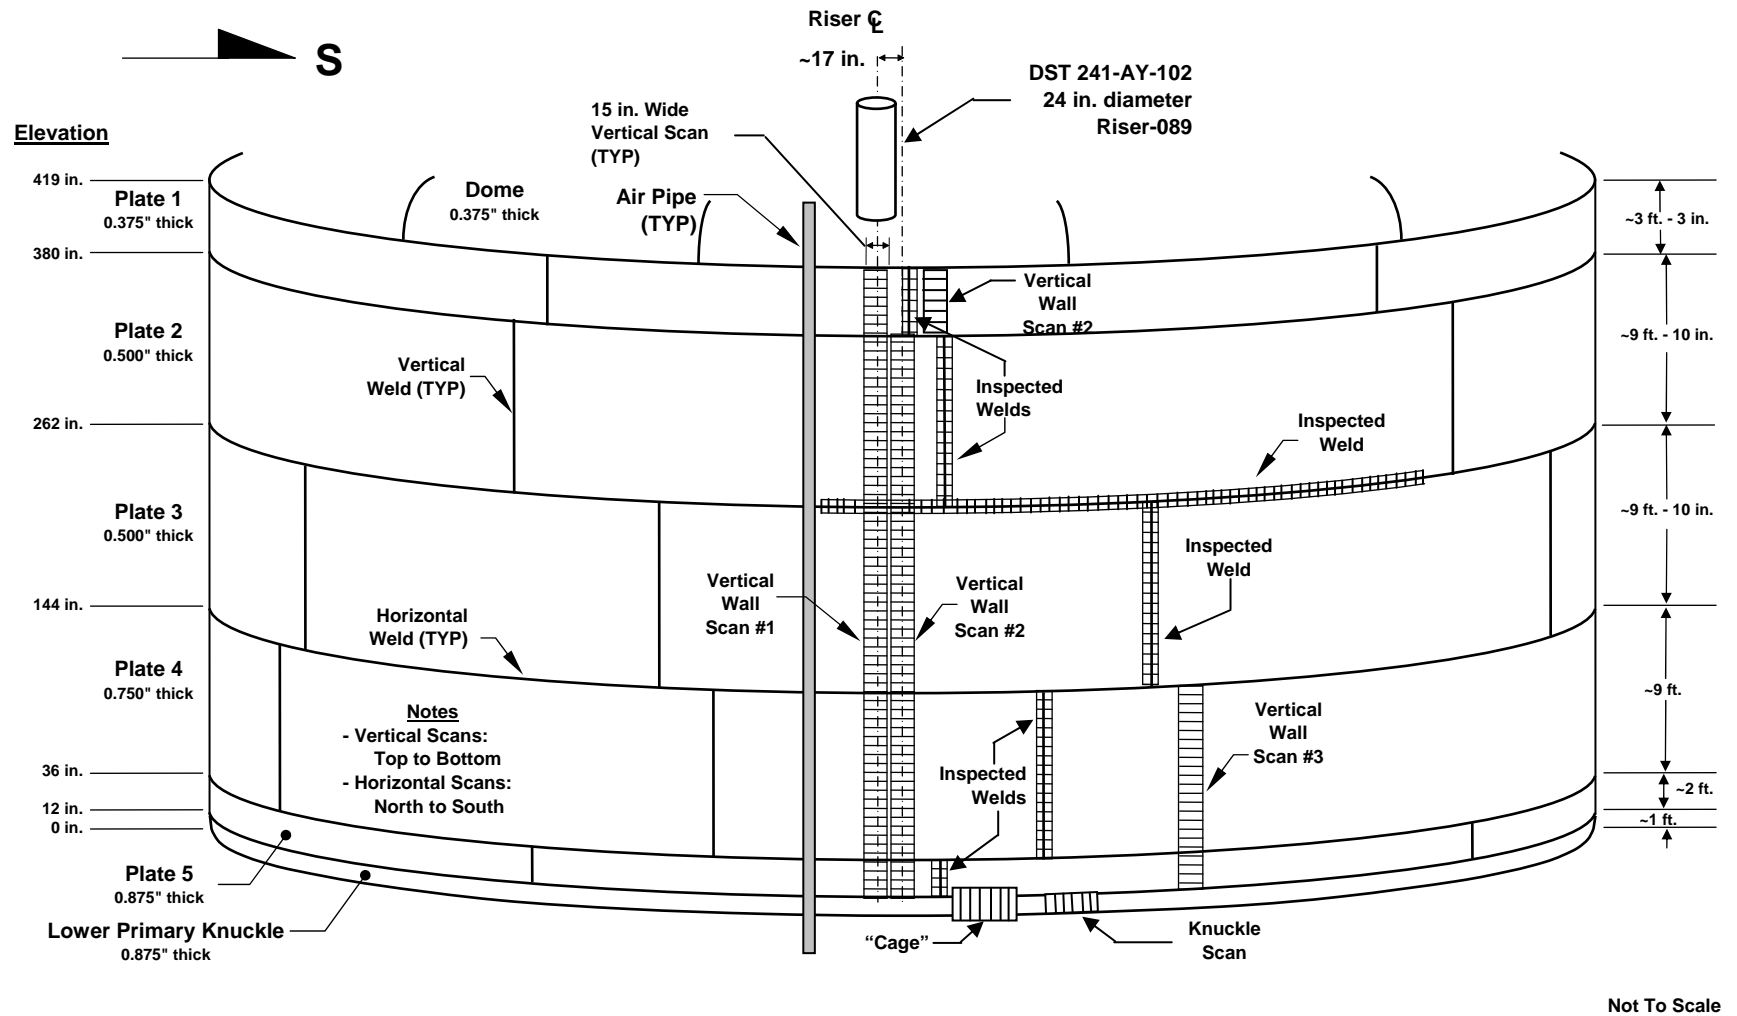 Riser ℄
~17 in.
S
DST 241-AY-102
24 in. diameter
Riser-089
15 in. Wide
Vertical Scan
(TYP)
Elevation
419 in.
Plate 1
0.375" thick
Dome
0.375" thick
Air Pipe
(TYP)
~3 ft. - 3 in.
380 in.
Vertical
Wall
Scan #2
Plate 2
0.500" thick
~9 ft. - 10 in.
Vertical
Weld (TYP)
Inspected
Welds
262 in.
Inspected
Weld
Plate 3
0.500" thick
~9 ft. - 10 in.
Inspected
Weld
Vertical
Wall
Scan #1
Vertical
Wall
Scan #2
144 in.
Horizontal
Weld (TYP)
Plate 4
0.750" thick
~9 ft.
Notes
- Vertical Scans:
Top to Bottom
- Horizontal Scans:
North to South
Vertical
Wall
Scan #3
Inspected
Welds
36 in.
~2 ft.
12 in.
~1 ft.
0 in.
Plate 5
0.875" thick
Lower Primary Knuckle
0.875" thick
“Cage”
Knuckle
Scan
Not To Scale